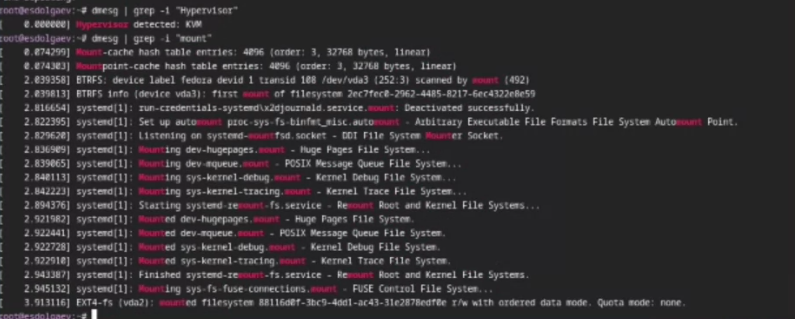 root@esdolgaev:~# dmesg | grep -i "Hypervisor"
[ 0.000000] Hypervisor detected: KVM
root@esdolgaev:~# dmesg | grep -i "mount"
[ 0.074299] Mount-cache hash table entries: 4096 (order: 3, 32768 bytes, linear)
[ 0.074303] Mountpoint-cache hash table entries: 4096 (order: 3, 32768 bytes, linear)
[ 2.039358] BTRFS: device label fedora devid 1 transid 108 /dev/vda3 (252:3) scanned by mount (492)
[ 2.039813] BTRFS info (device vda3): first mount of filesystem 2ec7fec0-2962-4485-8217-6ec4322e8e59
[ 2.816654] systemd[1]: run-credentials-systemd\x2djournald.service.mount: Deactivated successfully.
[ 2.822395] systemd[1]: Set up automount proc-sys-fs-binfmt_misc.automount - Arbitrary Executable File Formats File System Automount Point.
[ 2.829620] systemd[1]: Listening on systemd-mountfsd.socket - DDI File System Mounter Socket.
[ 2.836909] systemd[1]: Mounting dev-hugepages.mount - Huge Pages File System...
[ 2.839065] systemd[1]: Mounting dev-mqueue.mount - POSIX Message Queue File System...
[ 2.840113] systemd[1]: Mounting sys-kernel-debug.mount - Kernel Debug File System...
[ 2.842223] systemd[1]: Mounting sys-kernel-tracing.mount - Kernel Trace File System...
[ 2.894376] systemd[1]: Starting systemd-remount-fs.service - Remount Root and Kernel File Systems...
[ 2.921982] systemd[1]: Mounted dev-hugepages.mount - Huge Pages File System.
[ 2.922441] systemd[1]: Mounted dev-mqueue.mount - POSIX Message Queue File System.
[ 2.922728] systemd[1]: Mounted sys-kernel-debug.mount - Kernel Debug File System.
[ 2.922910] systemd[1]: Mounted sys-kernel-tracing.mount - Kernel Trace File System.
[ 2.943387] systemd[1]: Finished systemd-remount-fs.service - Remount Root and Kernel File Systems.
[ 2.945132] systemd[1]: Mounting sys-fs-fuse-connections.mount - FUSE Control File System...
[ 3.913116] EXT4-fs (vda2): mounted filesystem 88116d0f-3bc9-4dd1-ac43-31e2878edf0e r/w with ordered data mode. Quota mode: none.
root@esdolgaev:~#